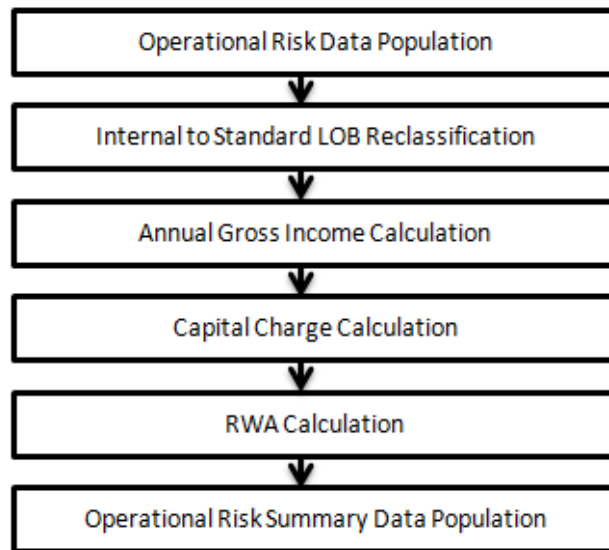 Operational Risk Data Population
Internal to Standard LOB Reclassification
Annual Gross Income Calculation
Capital Charge Calculation
RWA Calculation
Operational Risk Summary Data Population